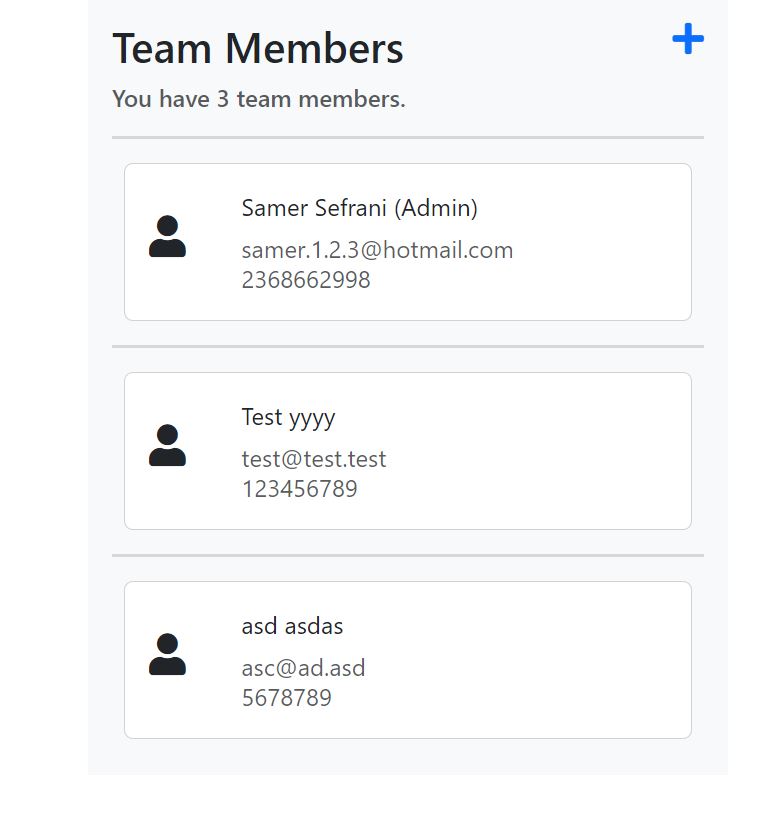 Team Members
You have 3 team members.
Samer Sefrani (Admin)
samer.1.2.3@hotmail.com
2368662998
Test yyyy
test@test.test
123456789
asd asdas
asc@ad.asd
5678789